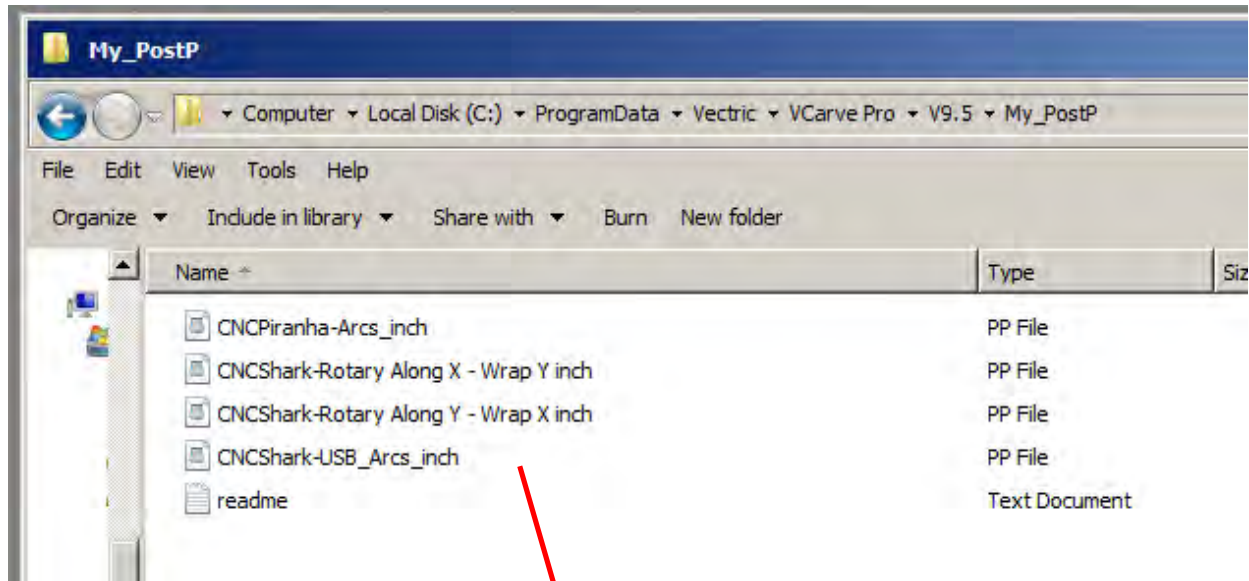 My_PostP
Computer Local Disk (C:) ProgramData Vectric VCarve Pro V9.5 My_PostP
File Edit View Tools Help
Organize Include in library Share with Burn New folder
Name Type Siz
CNCPiranha-Arcs_inch PP File
CNCShark-Rotary Along X - Wrap Y inch PP File
CNCShark-Rotary Along Y - Wrap X inch PP File
CNCShark-USB_Arcs_inch PP File
readme Text Document